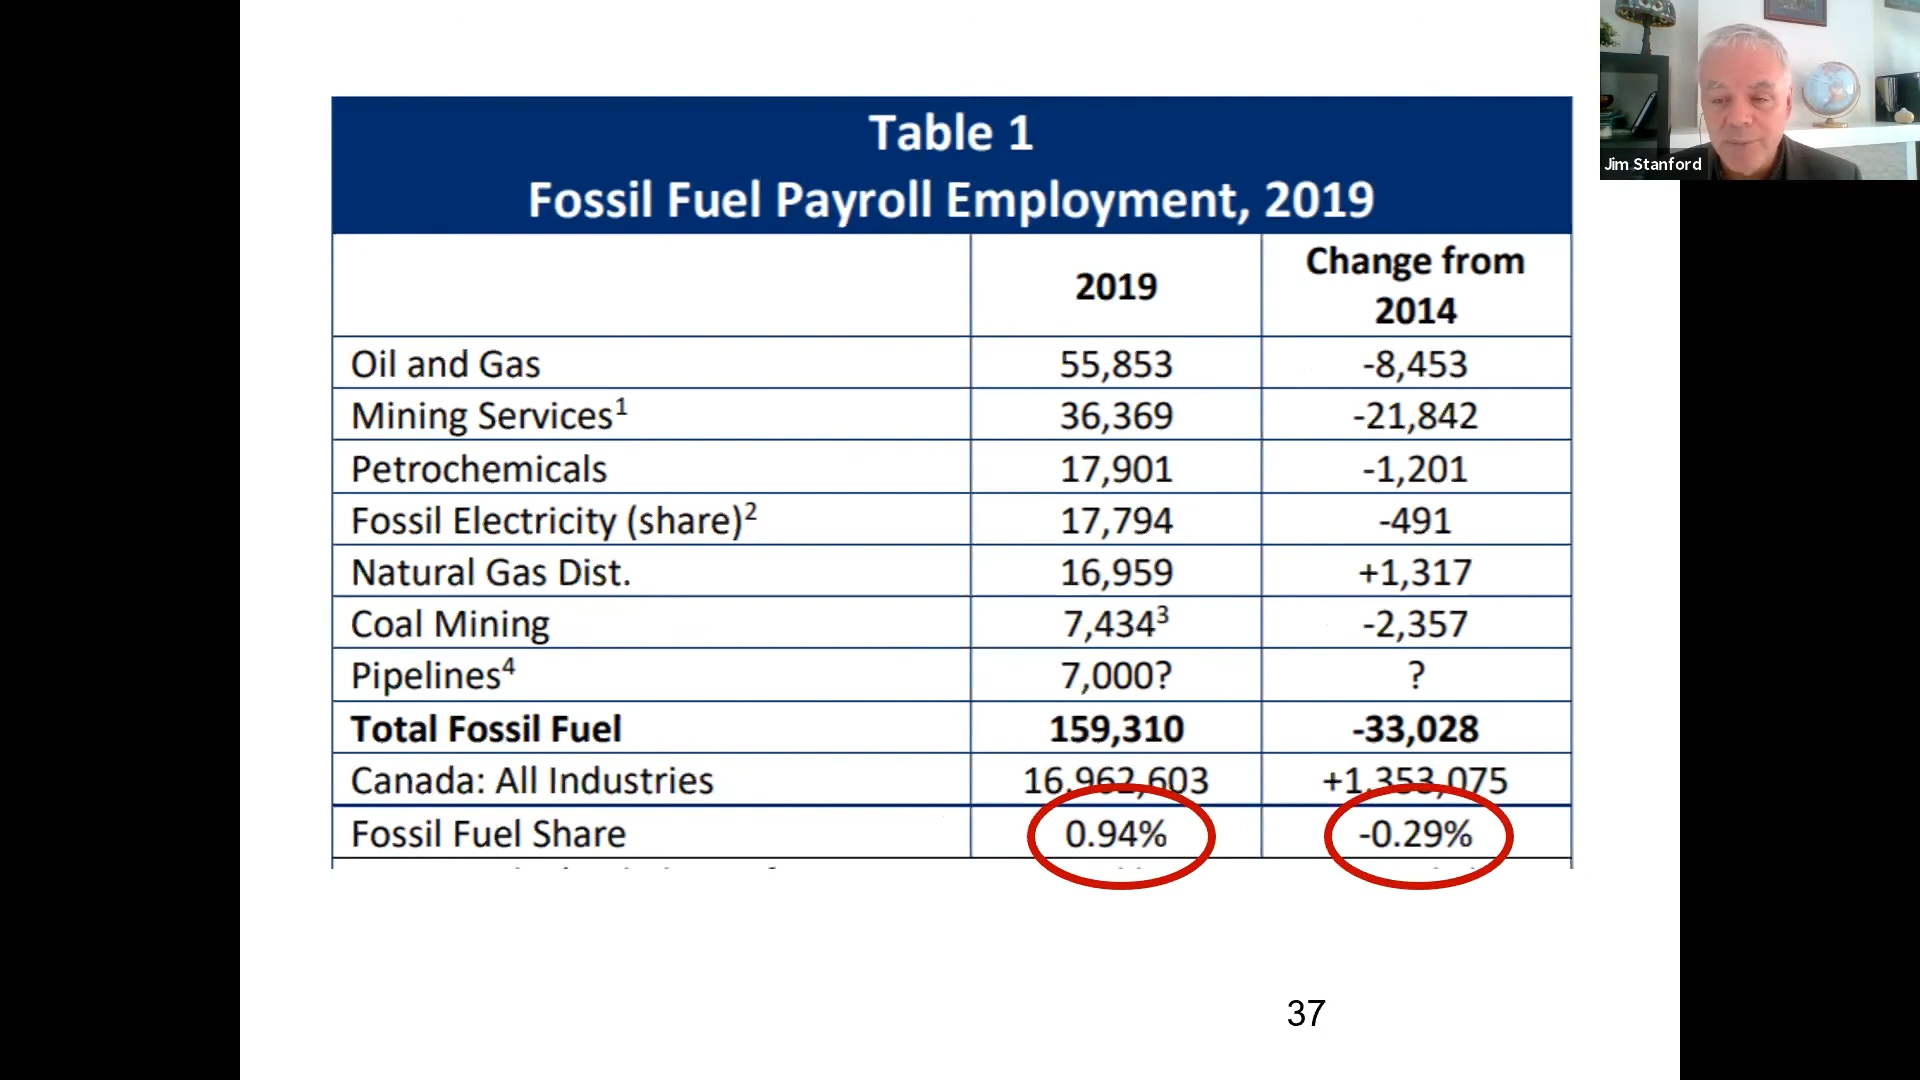 Jim Stanford
Table 1
Fossil Fuel Payroll Employment, 2019
2019 Change from 2014
Oil and Gas 55,853 -8,453
Mining Services¹ 36,369 -21,842
Petrochemicals 17,901 -1,201
Fossil Electricity (share)² 17,794 -491
Natural Gas Dist. 16,959 +1,317
Coal Mining 7,434³ -2,357
Pipelines⁴ 7,000? ?
Total Fossil Fuel 159,310 -33,028
Canada: All Industries 16,962,603 +1,353,075
Fossil Fuel Share 0.94% -0.29%
37